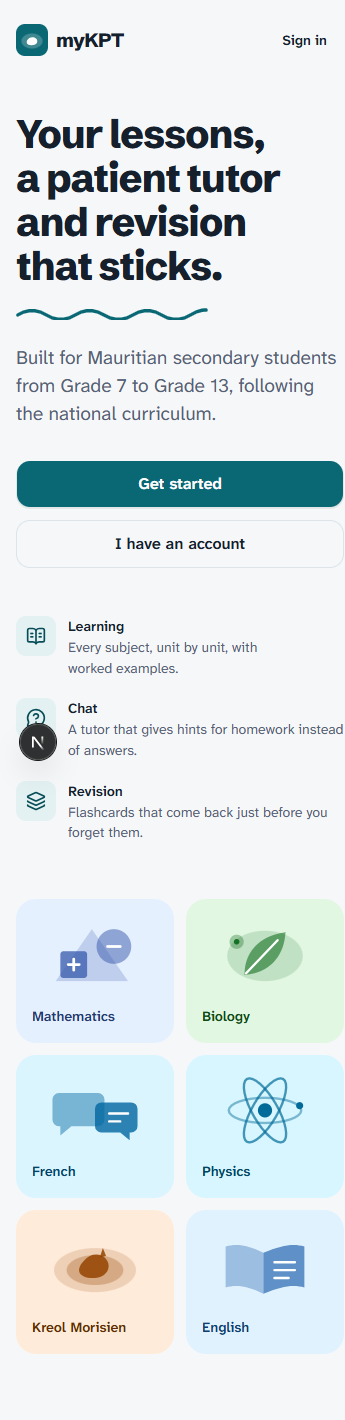 myKPT
Sign in
Your lessons,
a patient tutor
and revision
that sticks.
Built for Mauritian secondary students
from Grade 7 to Grade 13, following
the national curriculum.
Get started
I have an account
Learning
Every subject, unit by unit, with
worked examples.
Chat
A tutor that gives hints for homework instead
of answers.
N
Revision
Flashcards that come back just before you
forget them.
Mathematics
Biology
French
Physics
Kreol Morisien
English